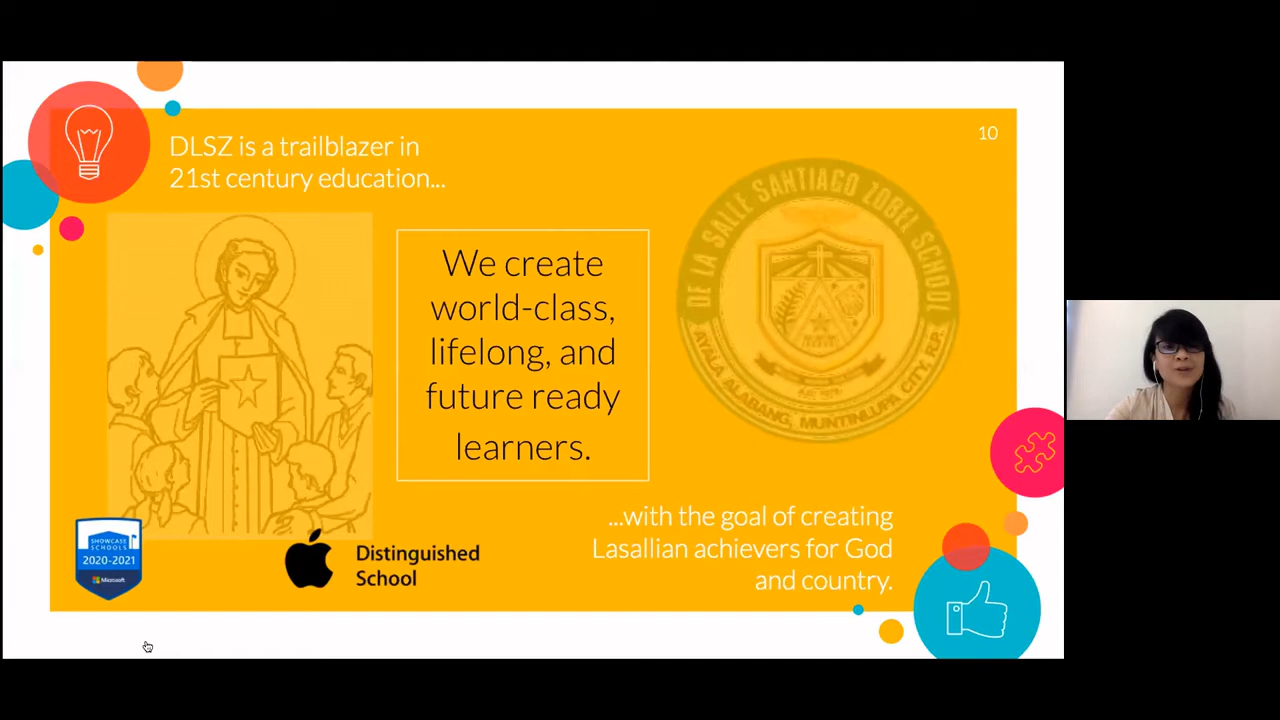 DLSZ is a trailblazer in
21st century education...
10
We create
world-class,
lifelong, and
future ready
learners.
DE LA SALLE SANTIAGO ZOBEL SCHOOL
AYALA ALABANG, MUNTINLUPA CITY, R.P.
SHOWCASE
SCHOOLS
2020-2021
Microsoft
Distinguished
School
...with the goal of creating
Lasallian achievers for God
and country.